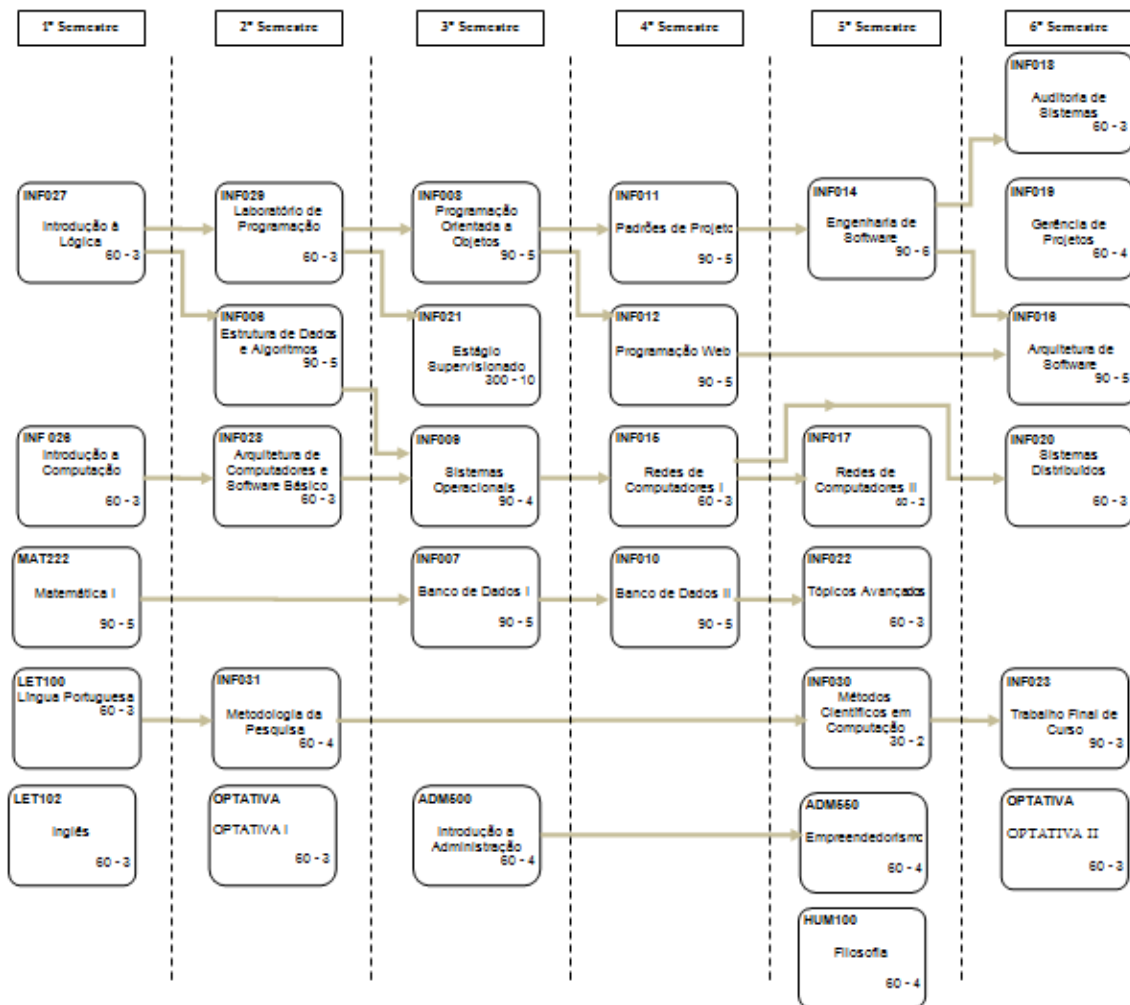 1º Semestre
2º Semestre
3º Semestre
4º Semestre
5º Semestre
6º Semestre
INF018
Auditoria de
Sistemas
60 - 3
INF027
Introdução à
Lógica
60 - 3
INF029
Laboratório de
Programação
60 - 3
INF008
Programação
Orientada a
Objetos
90 - 5
INF011
Padrões de Projeto
90 - 5
INF014
Engenharia de
Software
90 - 6
INF019
Gerência de
Projetos
60 - 4
INF006
Estrutura de Dados
e Algoritmos
90 - 5
INF021
Estágio
Supervisionado
300 - 10
INF012
Programação Web
90 - 5
INF016
Arquitetura de
Software
90 - 5
INF 026
Introdução a
Computação
60 - 3
INF028
Arquitetura de
Computadores e
Software Básico
60 - 3
INF009
Sistemas
Operacionais
90 - 4
INF015
Redes de
Computadores I
60 - 3
INF017
Redes de
Computadores II
INF020
Sistemas
Distribuídos
60 - 3
MAT222
Matemática I
90 - 5
INF007
Banco de Dados I
90 - 5
INF010
Banco de Dados II
90 - 5
INF022
Tópicos Avançados
60 - 3
LET100
Língua Portuguesa
60 - 3
INF031
Metodologia da
Pesquisa
60 - 4
INF030
Métodos
Científicos em
Computação
30 - 2
INF023
Trabalho Final de
Curso
90 - 3
LET102
Inglês
60 - 3
OPTATIVA
OPTATIVA I
60 - 3
ADM500
Introdução a
Administração
60 - 4
ADM550
Empreendedorismo
60 - 4
OPTATIVA
OPTATIVA II
60 - 3
HUM100
Filosofia
60 - 4